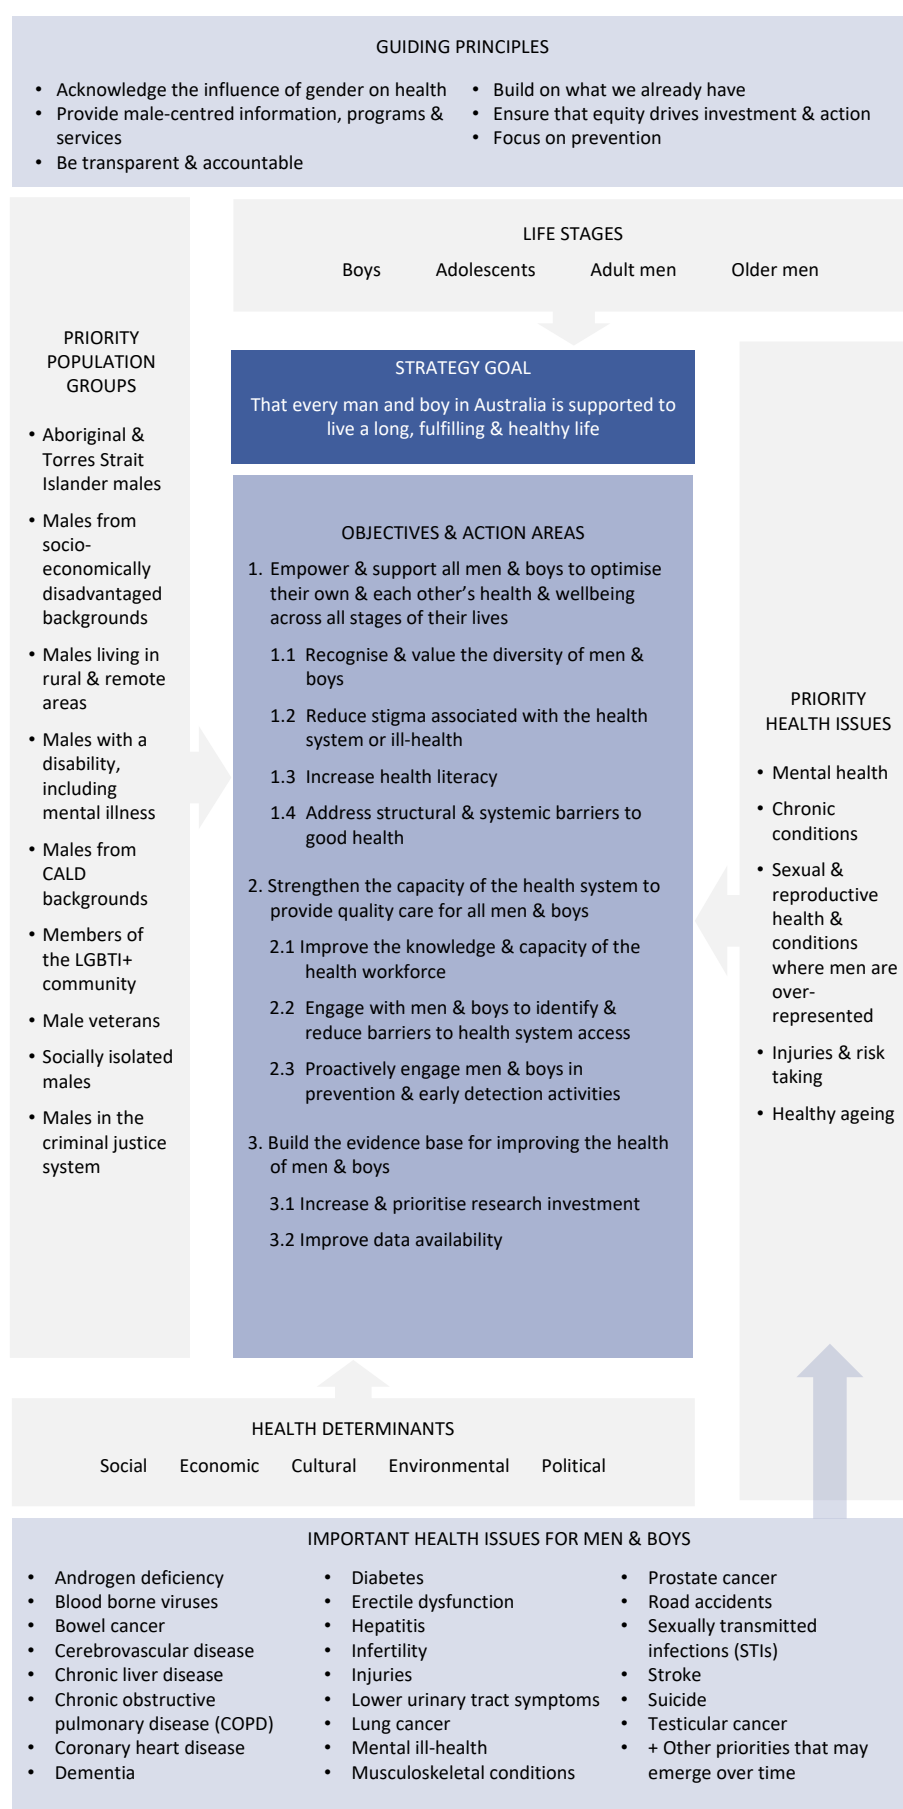 GUIDING PRINCIPLES
• Acknowledge the influence of gender on health
• Provide male-centred information, programs &
services
• Be transparent & accountable
• Build on what we already have
• Ensure that equity drives investment & action
• Focus on prevention
LIFE STAGES
Boys Adolescents Adult men Older men
PRIORITY
POPULATION
GROUPS
• Aboriginal &
Torres Strait
Islander males
• Males from
socio-
economically
disadvantaged
backgrounds
• Males living in
rural & remote
areas
• Males with a
disability,
including
mental illness
• Males from
CALD
backgrounds
• Members of
the LGBTI+
community
• Male veterans
• Socially isolated
males
• Males in the
criminal justice
system
STRATEGY GOAL
That every man and boy in Australia is supported to
live a long, fulfilling & healthy life
OBJECTIVES & ACTION AREAS
1. Empower & support all men & boys to optimise
their own & each other’s health & wellbeing
across all stages of their lives
1.1 Recognise & value the diversity of men &
boys
1.2 Reduce stigma associated with the health
system or ill-health
1.3 Increase health literacy
1.4 Address structural & systemic barriers to
good health
2. Strengthen the capacity of the health system to
provide quality care for all men & boys
2.1 Improve the knowledge & capacity of the
health workforce
2.2 Engage with men & boys to identify &
reduce barriers to health system access
2.3 Proactively engage men & boys in
prevention & early detection activities
3. Build the evidence base for improving the health
of men & boys
3.1 Increase & prioritise research investment
3.2 Improve data availability
PRIORITY
HEALTH ISSUES
• Mental health
• Chronic
conditions
• Sexual &
reproductive
health &
conditions
where men are
over-
represented
• Injuries & risk
taking
• Healthy ageing
HEALTH DETERMINANTS
Social Economic Cultural Environmental Political
IMPORTANT HEALTH ISSUES FOR MEN & BOYS
• Androgen deficiency
• Blood borne viruses
• Bowel cancer
• Cerebrovascular disease
• Chronic liver disease
• Chronic obstructive
pulmonary disease (COPD)
• Coronary heart disease
• Dementia
• Diabetes
• Erectile dysfunction
• Hepatitis
• Infertility
• Injuries
• Lower urinary tract symptoms
• Lung cancer
• Mental ill-health
• Musculoskeletal conditions
• Prostate cancer
• Road accidents
• Sexually transmitted
infections (STIs)
• Stroke
• Suicide
• Testicular cancer
• + Other priorities that may
emerge over time